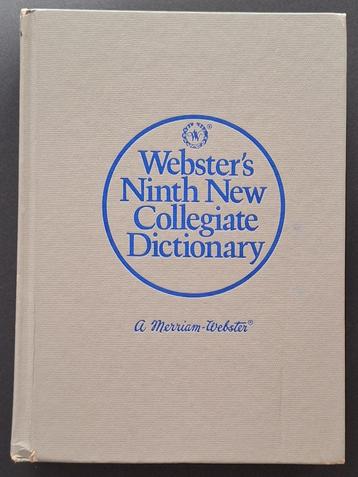 Webster's
Ninth New
Collegiate
Dictionary
a Merriam-Webster®